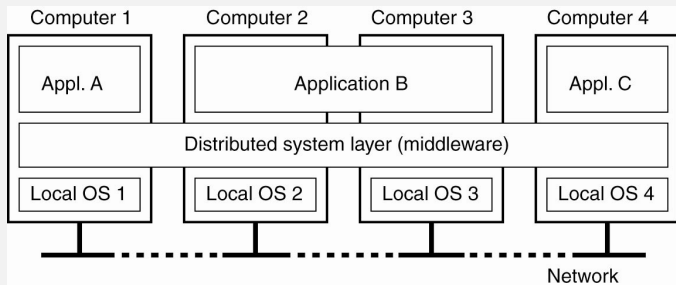 Computer 1
Computer 2
Computer 3
Computer 4
Appl. A
Application B
Appl. C
Distributed system layer (middleware)
Local OS 1
Local OS 2
Local OS 3
Local OS 4
Network